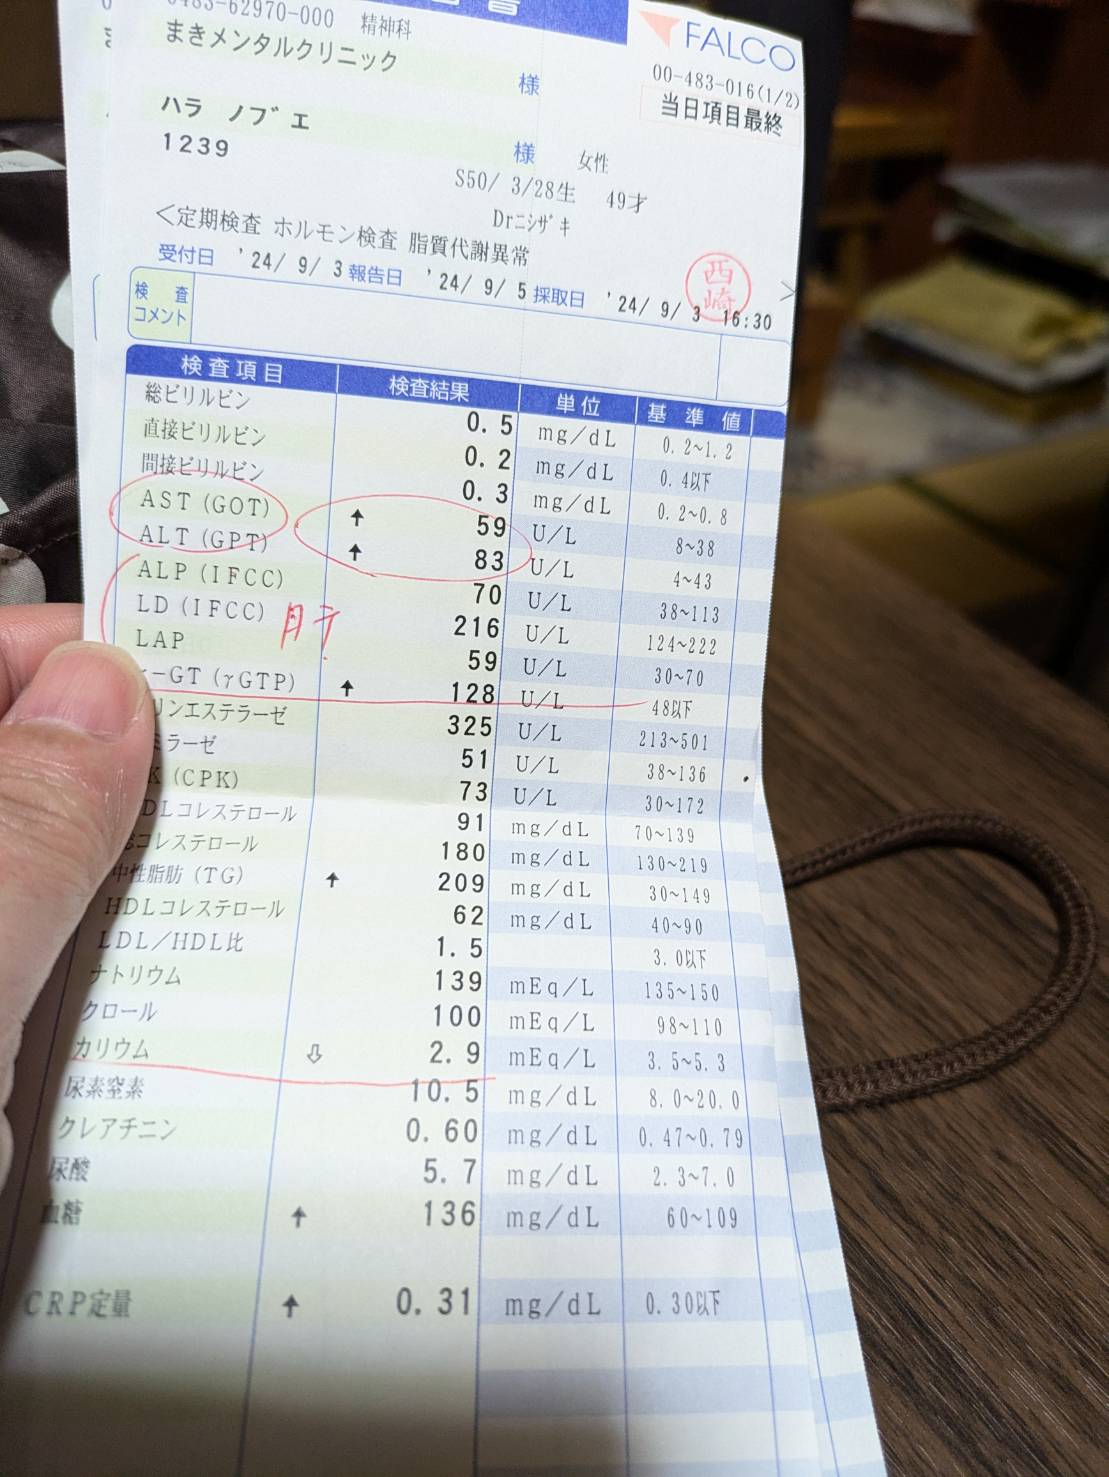 0483-62970-000 精神科
まきメンタルクリニック
様
FALCO
00-483-016(1/2)
当日項目最終
ハラ ノブエ
1239
様 女性
S50/ 3/28生 49才
Drニシザキ
<定期検査 ホルモン検査 脂質代謝異常 >
受付日 '24/ 9/ 3 報告日 '24/ 9/ 5 採取日 '24/ 9/ 3 16:30
西崎
検査
コメント
検査項目 検査結果 単位 基準値
総ビリルビン 0.5 mg/dL 0.2~1.2
直接ビリルビン 0.2 mg/dL 0.4以下
間接ビリルビン 0.3 mg/dL 0.2~0.8
AST(GOT) ↑ 59 U/L 8~38
ALT(GPT) ↑ 83 U/L 4~43
ALP(IFCC) 70 U/L 38~113
LD(IFCC) 216 U/L 124~222
肝
LAP 59 U/L 30~70
-GT(γGTP) ↑ 128 U/L 48以下
リンエステラーゼ 325 U/L 213~501
ミラーゼ 51 U/L 38~136
K(CPK) 73 U/L 30~172
DLコレステロール 91 mg/dL 70~139
コレステロール 180 mg/dL 130~219
中性脂肪(TG) ↑ 209 mg/dL 30~149
HDLコレステロール 62 mg/dL 40~90
LDL/HDL比 1.5 3.0以下
ナトリウム 139 mEq/L 135~150
クロール 100 mEq/L 98~110
カリウム ⇩ 2.9 mEq/L 3.5~5.3
尿素窒素 10.5 mg/dL 8.0~20.0
クレアチニン 0.60 mg/dL 0.47~0.79
尿酸 5.7 mg/dL 2.3~7.0
血糖 ↑ 136 mg/dL 60~109
CRP定量 ↑ 0.31 mg/dL 0.30以下